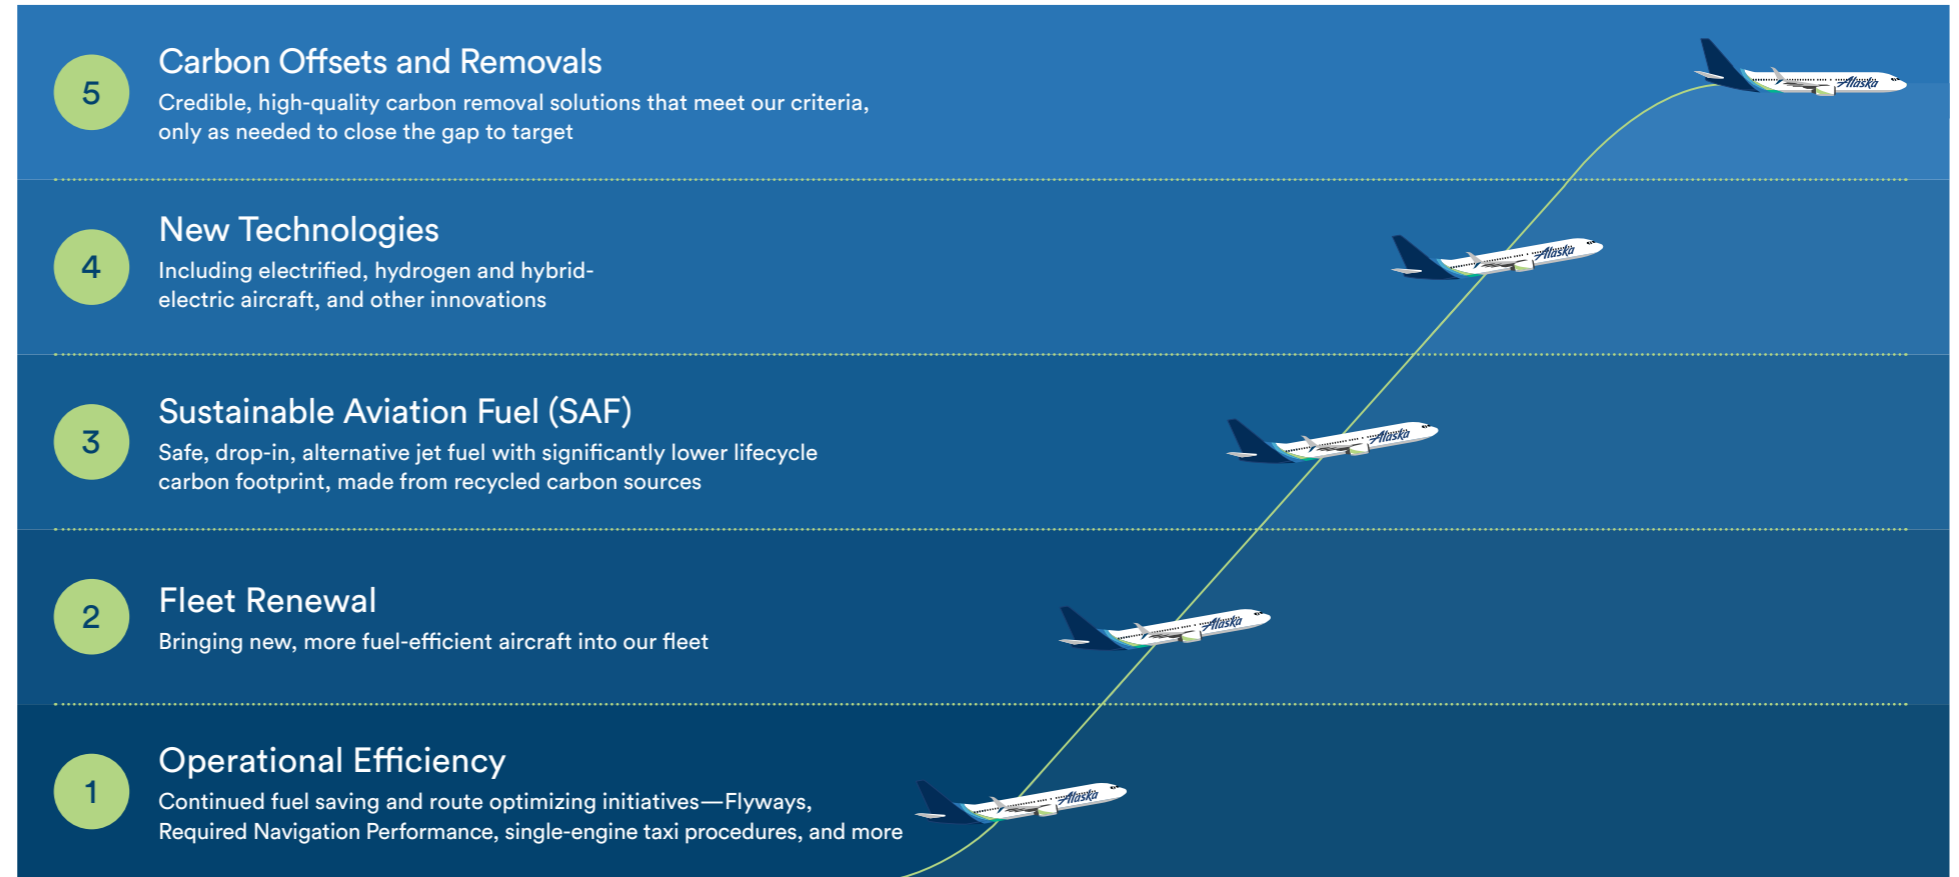 5
Carbon Offsets and Removals
Credible, high-quality carbon removal solutions that meet our criteria,
only as needed to close the gap to target
Alaska
4
New Technologies
Including electrified, hydrogen and hybrid-
electric aircraft, and other innovations
Alaska
3
Sustainable Aviation Fuel (SAF)
Safe, drop-in, alternative jet fuel with significantly lower lifecycle
carbon footprint, made from recycled carbon sources
Alaska
2
Fleet Renewal
Bringing new, more fuel-efficient aircraft into our fleet
Alaska
1
Operational Efficiency
Continued fuel saving and route optimizing initiatives—Flyways,
Required Navigation Performance, single-engine taxi procedures, and more
Alaska